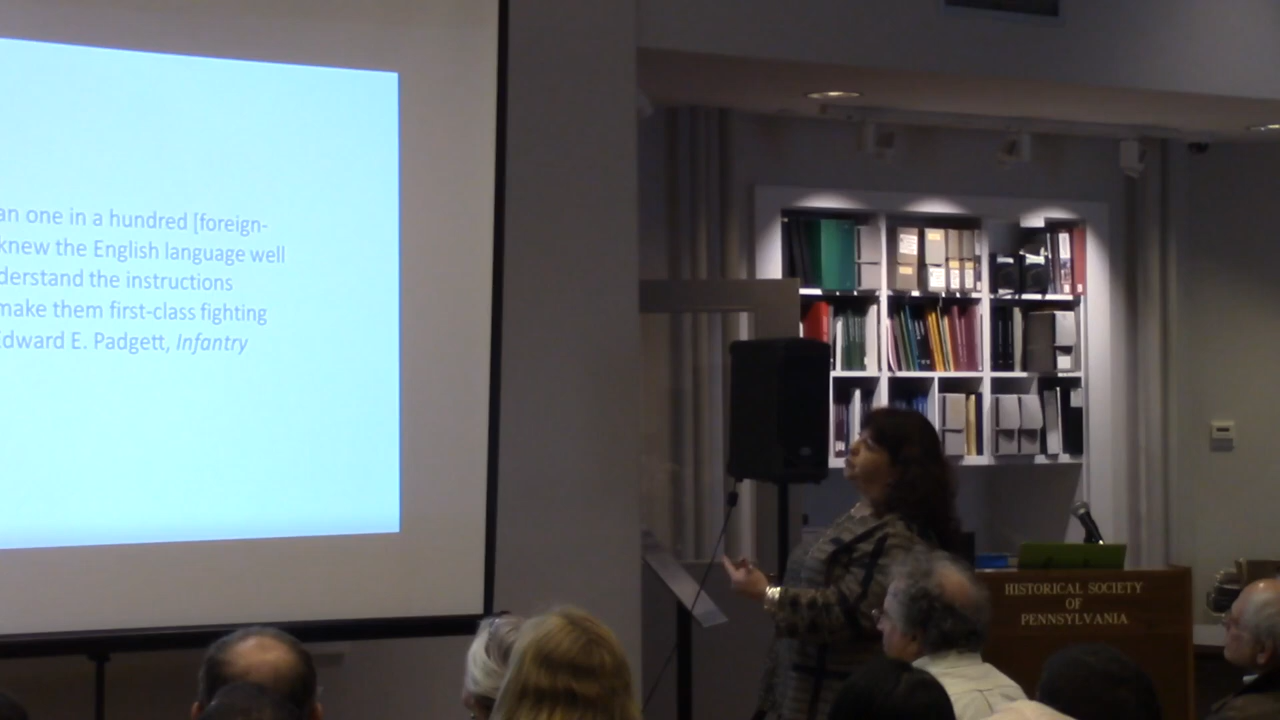 an one in a hundred [foreign-
knew the English language well
derstand the instructions
make them first-class fighting
Edward E. Padgett, Infantry
HISTORICAL SOCIETY
OF
PENNSYLVANIA